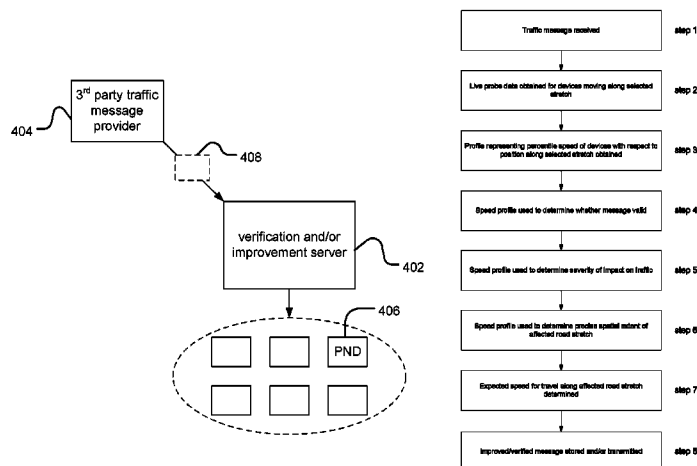 3rd party traffic
message
provider
404
408
verification and/or
improvement server
402
406
PND
Traffic message received
step 1
Live probe data obtained for devices moving along selected
stretch
step 2
Profile representing percentile speed of devices with respect to
position along selected stretch obtained
step 3
Speed profile used to determine whether message valid
step 4
Speed profile used to determine severity of impact on traffic
step 5
Speed profile used to determine precise spatial extent of
affected road stretch
step 6
Expected speed for travel along affected road stretch
determined
step 7
Improved/verified message stored and/or transmitted
step 8